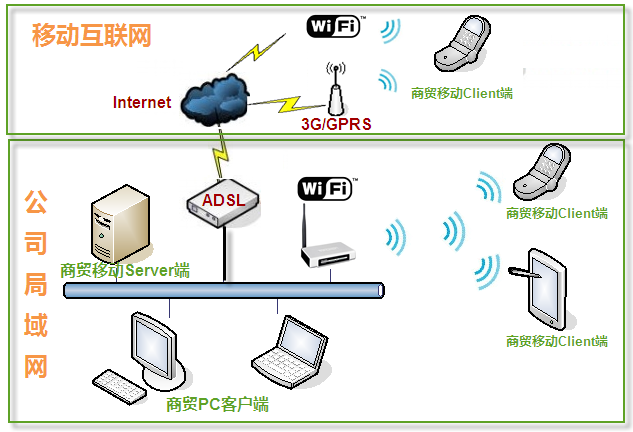 移动互联网
WiFi™
商贸移动Client端
Internet
3G/GPRS
公司局域网
ADSL
WiFi™
商贸移动Client端
商贸移动Server端
商贸移动Client端
商贸PC客户端